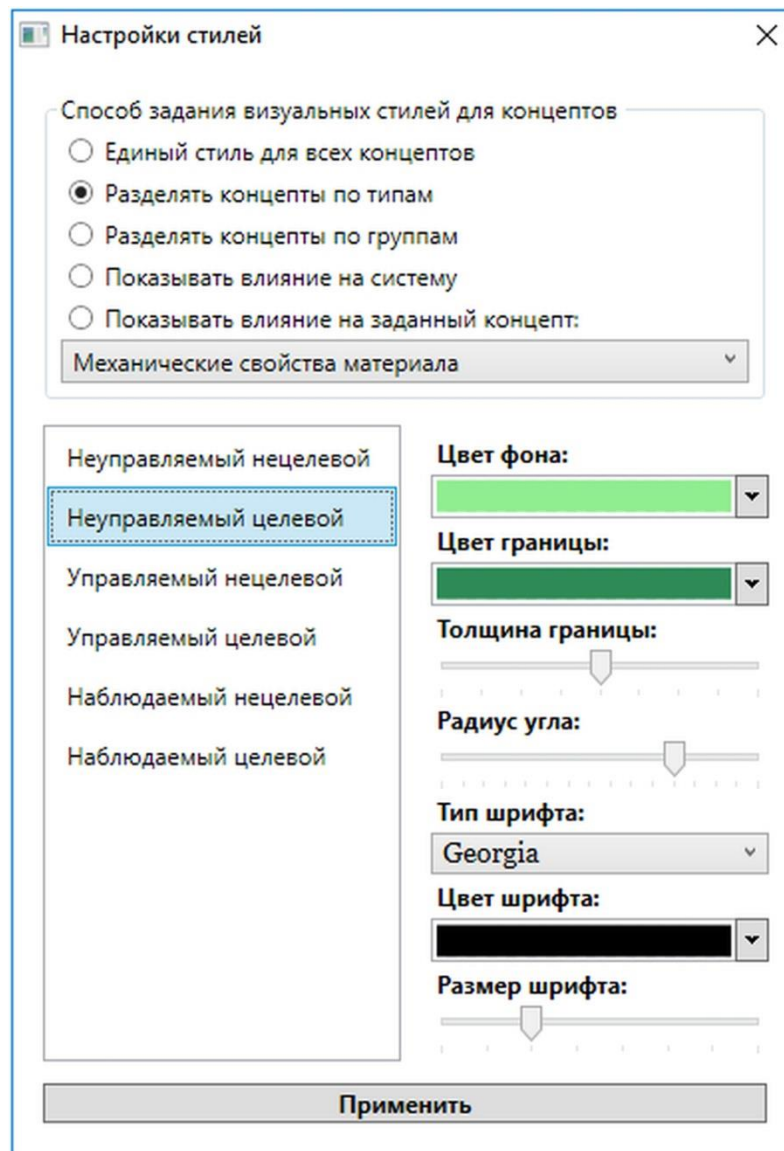 Настройки стилей
Способ задания визуальных стилей для концептов
Единый стиль для всех концептов
Разделять концепты по типам
Разделять концепты по группам
Показывать влияние на систему
Показывать влияние на заданный концепт:
Механические свойства материала
Неуправляемый нецелевой
Неуправляемый целевой
Управляемый нецелевой
Управляемый целевой
Наблюдаемый нецелевой
Наблюдаемый целевой
Цвет фона:
Цвет границы:
Толщина границы:
Радиус угла:
Тип шрифта:
Georgia
Цвет шрифта:
Размер шрифта:
Применить